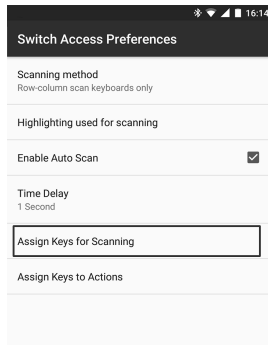 16:14
Switch Access Preferences
Scanning method
Row-column scan keyboards only
Highlighting used for scanning
Enable Auto Scan
Time Delay
1 Second
Assign Keys for Scanning
Assign Keys to Actions